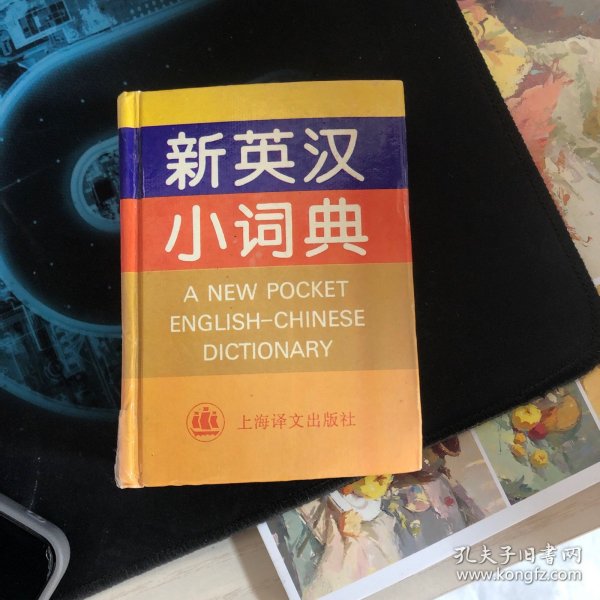 新英汉
小词典
A NEW POCKET
ENGLISH-CHINESE
DICTIONARY
上海译文出版社
孔夫子旧书网
www.kongfz.com